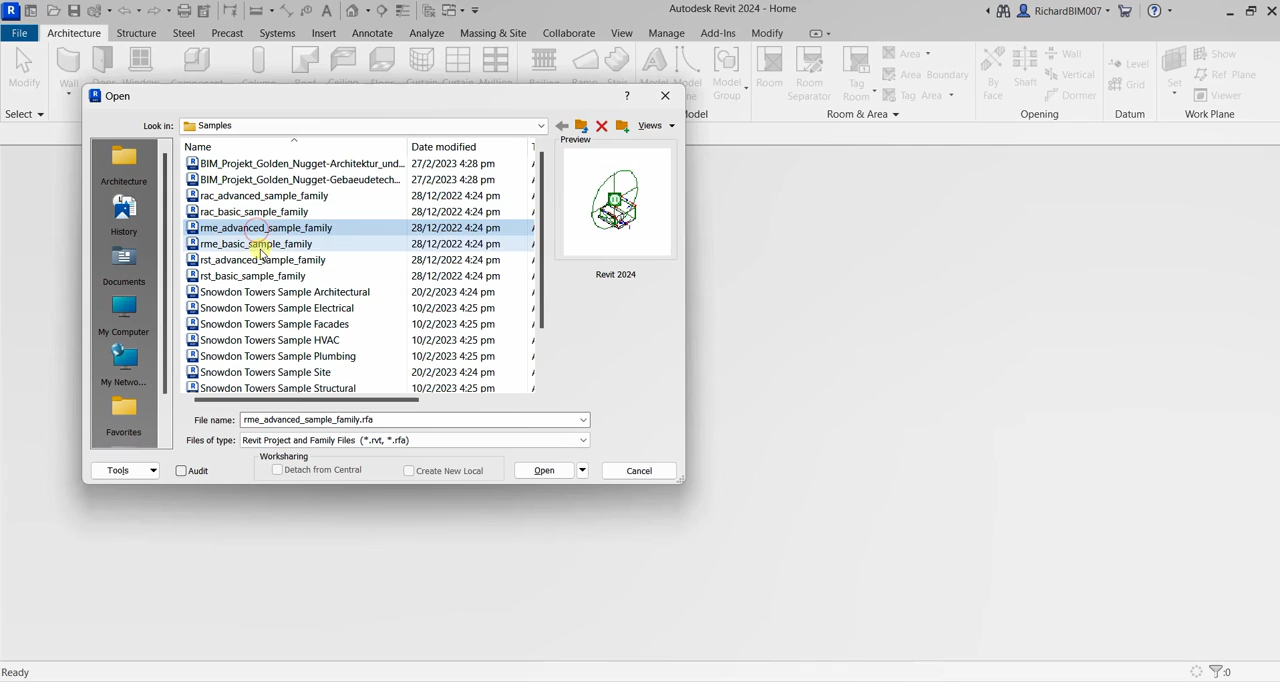 Autodesk Revit 2024 - Home
RichardBIM007
File Architecture Structure Steel Precast Systems Insert Annotate Analyze Massing & Site Collaborate View Manage Add-Ins Modify
Modify Wall Window Model Group Room Room Separator Tag Room Area Area Boundary Tag Area By Face Shaft Wall Vertical Dormer Level Grid Set Show Ref Plane Viewer
Select Room & Area Opening Datum Work Plane
Open
Look in: Samples Views
Name Date modified
Preview
BIM_Projekt_Golden_Nugget-Architektur_und... 27/2/2023 4:28 pm
BIM_Projekt_Golden_Nugget-Gebaeudetech... 27/2/2023 4:28 pm
rac_advanced_sample_family 28/12/2022 4:24 pm
rac_basic_sample_family 28/12/2022 4:24 pm
rme_advanced_sample_family 28/12/2022 4:24 pm
rme_basic_sample_family 28/12/2022 4:24 pm
rst_advanced_sample_family 28/12/2022 4:24 pm
rst_basic_sample_family 28/12/2022 4:24 pm
Snowdon Towers Sample Architectural 20/2/2023 4:24 pm
Snowdon Towers Sample Electrical 10/2/2023 4:25 pm
Snowdon Towers Sample Facades 10/2/2023 4:25 pm
Snowdon Towers Sample HVAC 10/2/2023 4:25 pm
Snowdon Towers Sample Plumbing 10/2/2023 4:25 pm
Snowdon Towers Sample Site 20/2/2023 4:24 pm
Snowdon Towers Sample Structural 10/2/2023 4:25 pm
Revit 2024
Architecture
History
Documents
My Computer
My Netwo...
Favorites
File name: rme_advanced_sample_family.rfa
Files of type: Revit Project and Family Files (*.rvt, *.rfa)
Worksharing
Tools Audit Detach from Central Create New Local Open Cancel
Ready
:0